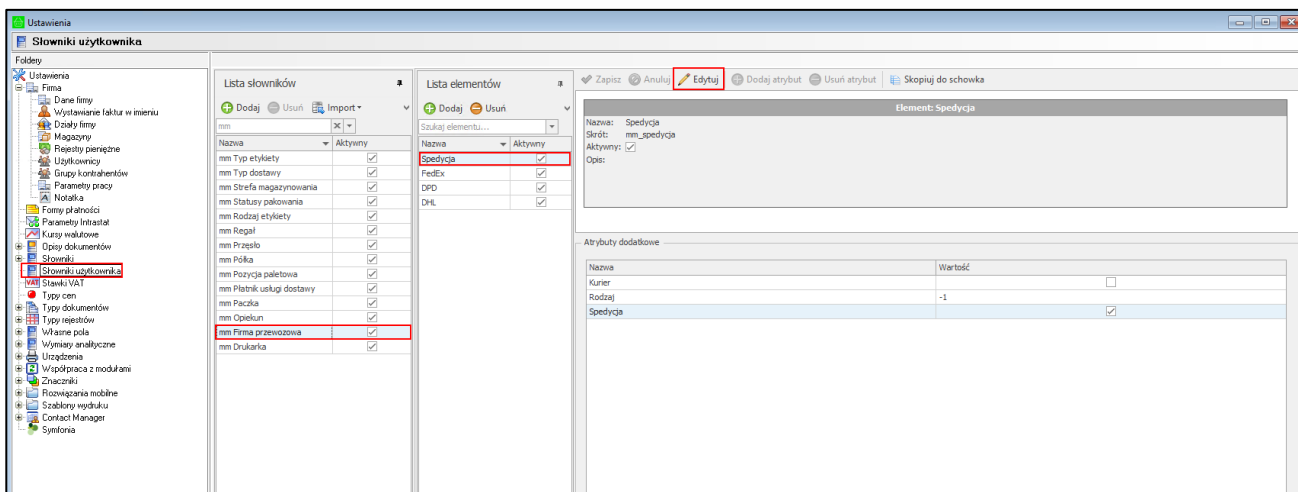 Ustawienia
Słowniki użytkownika
Foldery
Ustawienia
Firma
Dane firmy
Wystawianie faktur w imieniu
Działy firmy
Magazyny
Rejestry pieniężne
Użytkownicy
Grupy kontrahentów
Parametry pracy
Notatka
Formy płatności
Parametry Intrastat
Kursy walutowe
Opisy dokumentów
Słowniki
Słowniki użytkownika
VAT Stawki VAT
Typy cen
Typy dokumentów
Typy rejestrów
Własne pola
Wymiary analityczne
Urządzenia
Współpraca z modułami
Znaczniki
Rozwiązania mobilne
Szablony wydruku
Contact Manager
Symfonia
Lista słowników
Dodaj Usuń Import
mm
Nazwa Aktywny
mm Typ etykiety
mm Typ dostawy
mm Strefa magazynowania
mm Statusy pakowania
mm Rodzaj etykiety
mm Regał
mm Przęsło
mm Półka
mm Pozycja paletowa
mm Płatnik usługi dostawy
mm Paczka
mm Opiekun
mm Firma przewozowa
mm Drukarka
Lista elementów
Dodaj Usuń
Szukaj elementu...
Nazwa Aktywny
Spedycja
FedEx
DPD
DHL
Zapisz Anuluj Edytuj Dodaj atrybut Usuń atrybut Skopiuj do schowka
Element: Spedycja
Nazwa: Spedycja
Skrót: mm_spedycja
Aktywny:
Opis:
Atrybuty dodatkowe
Nazwa Wartość
Kurier
Rodzaj -1
Spedycja